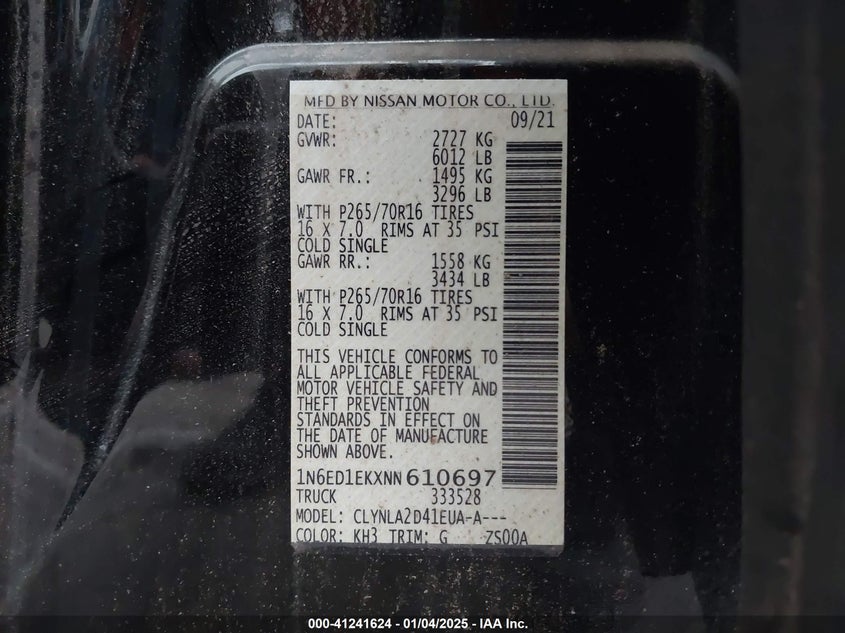 MFD BY NISSAN MOTOR CO., LTD.
DATE: 09/21
GVWR: 2727 KG
6012 LB
GAWR FR.: 1495 KG
3296 LB
WITH P265/70R16 TIRES
16 X 7.0 RIMS AT 35 PSI
COLD SINGLE
GAWR RR.: 1558 KG
3434 LB
WITH P265/70R16 TIRES
16 X 7.0 RIMS AT 35 PSI
COLD SINGLE
THIS VEHICLE CONFORMS TO
ALL APPLICABLE FEDERAL
MOTOR VEHICLE SAFETY AND
THEFT PREVENTION
STANDARDS IN EFFECT ON
THE DATE OF MANUFACTURE
SHOWN ABOVE.
1N6ED1EKXNN610697
TRUCK 333528
MODEL: CLYNLA2D41EUA-A---
COLOR: KH3 TRIM: G ZS00A
000-41241624 - 01/04/2025 - IAA Inc.